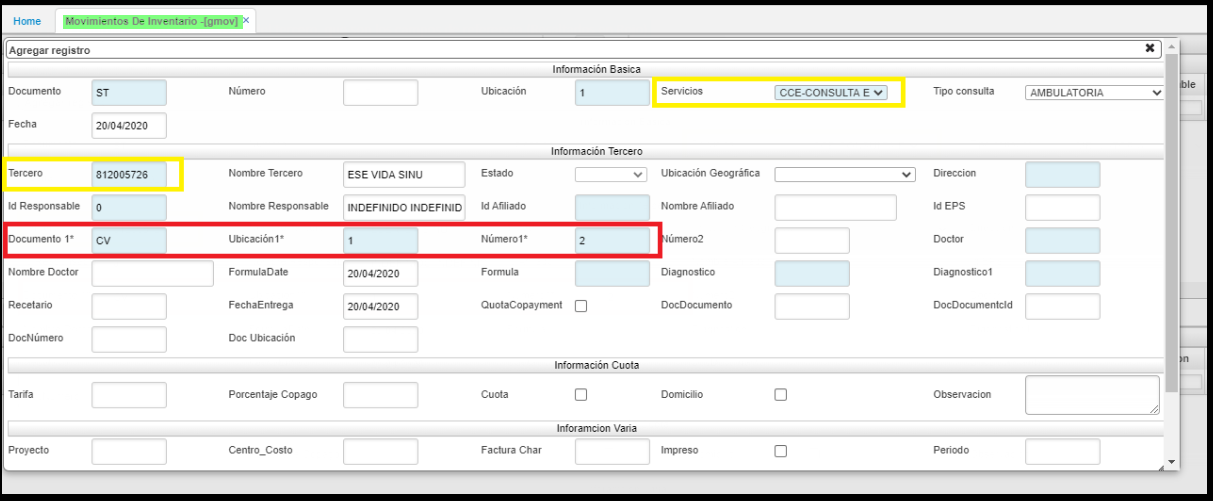 Home Movimientos De Inventario -[gmov] ×
Agregar registro ✖
Información Basica
Documento ST Número Ubicación 1 Servicios CCE-CONSULTA E Tipo consulta AMBULATORIA
Fecha 20/04/2020
Información Tercero
Tercero 812005726 Nombre Tercero ESE VIDA SINU Estado Ubicación Geográfica Direccion
Id Responsable 0 Nombre Responsable INDEFINIDO INDEFINID Id Afiliado Nombre Afiliado Id EPS
Documento 1* CV Ubicación1* 1 Número1* 2 Número2 Doctor
Nombre Doctor FormulaDate 20/04/2020 Formula Diagnostico Diagnostico1
Recetario FechaEntrega 20/04/2020 QuotaCopayment DocDocumento DocDocumentcId
DocNúmero Doc Ubicación
Información Cuota
Tarifa Porcentaje Copago Cuota Domicilio Observacion
Inforamcion Varia
Proyecto Centro_Costo Factura Char Impreso Periodo